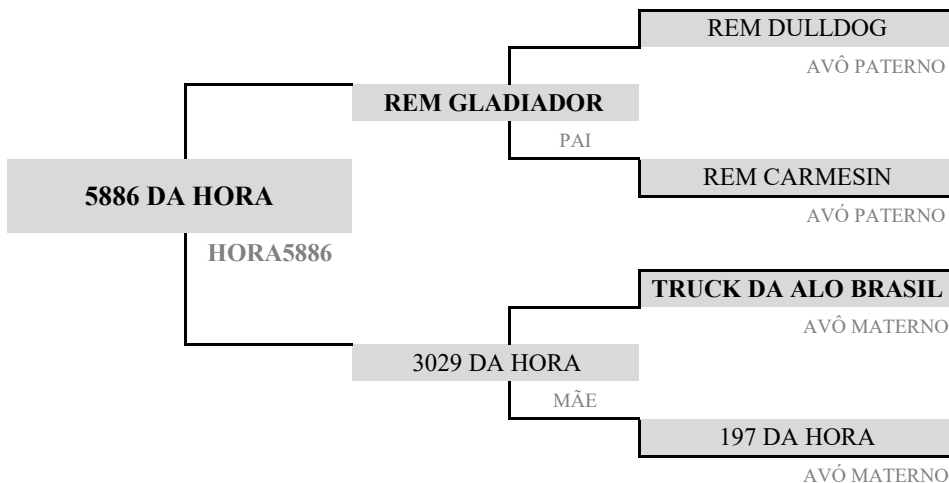 REM DULLDOG
AVÔ PATERNO
REM GLADIADOR
PAI
REM CARMESIN
AVÓ PATERNO
5886 DA HORA
HORA5886
TRUCK DA ALO BRASIL
AVÔ MATERNO
3029 DA HORA
MÃE
197 DA HORA
AVÓ MATERNO